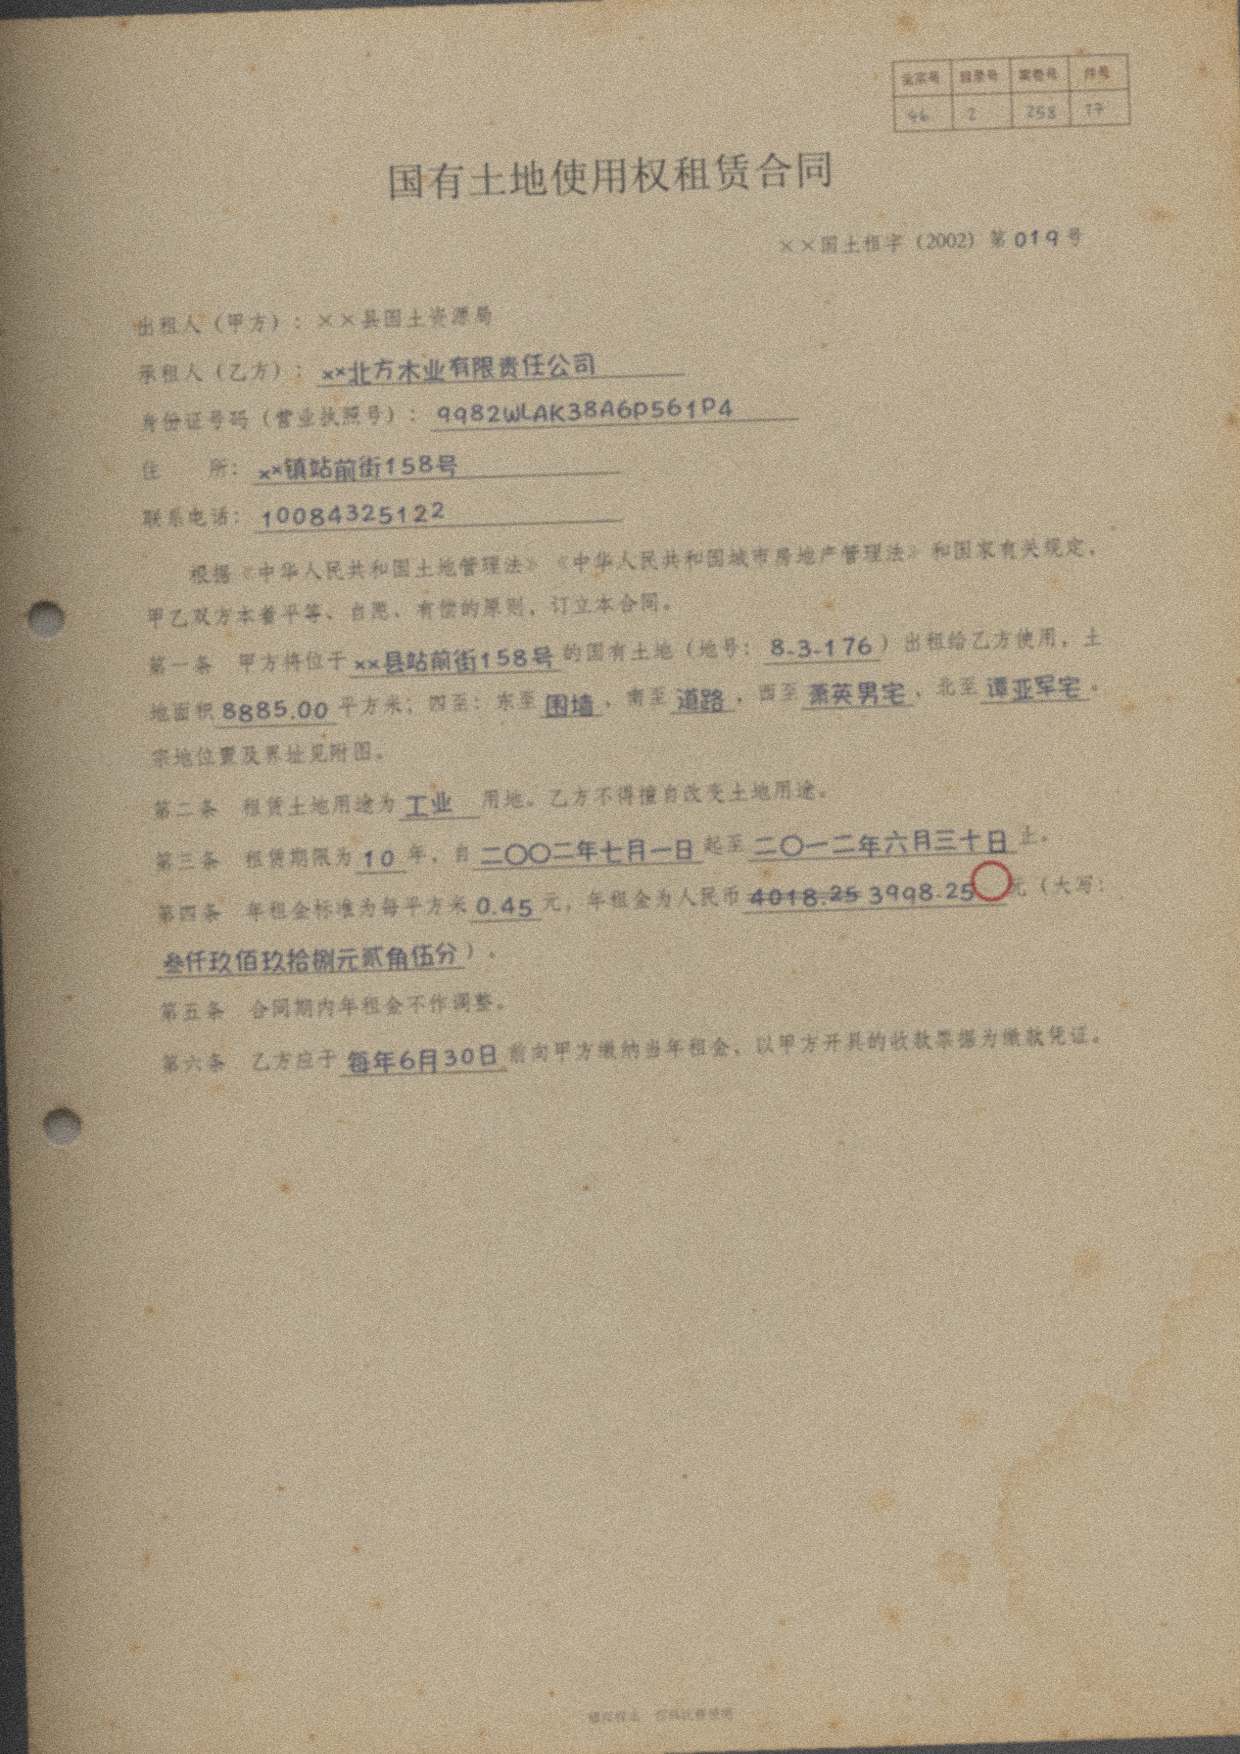 全宗号 目录号 案卷号 件号
46 2 258 77
国有土地使用权租赁合同
××国土租字（2002）第019号
出租人（甲方）：××县国土资源局
承租人（乙方）：××北方木业有限责任公司
身份证号码（营业执照号）：9982WLAK38A6P561P4
住　　所：××镇站前街158号
联系电话：10084325122
根据《中华人民共和国土地管理法》《中华人民共和国城市房地产管理法》和国家有关规定，
甲乙双方本着平等、自愿、有偿的原则，订立本合同。
第一条　甲方将位于××县站前街158号的国有土地（地号：8-3-176）出租给乙方使用，土
地面积8885.00平方米；四至：东至围墙，南至道路，西至萧英男宅，北至谭亚军宅。
宗地位置及界址见附图。
第二条　租赁土地用途为工业用地。乙方不得擅自改变土地用途。
第三条　租赁期限为10年，自二〇〇二年七月一日起至二〇一二年六月三十日止。
第四条　年租金标准为每平方米0.45元，年租金为人民币4018.25 3998.25元（大写：
叁仟玖佰玖拾捌元贰角伍分）。
第五条　合同期内年租金不作调整。
第六条　乙方应于每年6月30日前向甲方缴纳当年租金，以甲方开具的收款票据为缴款凭证。